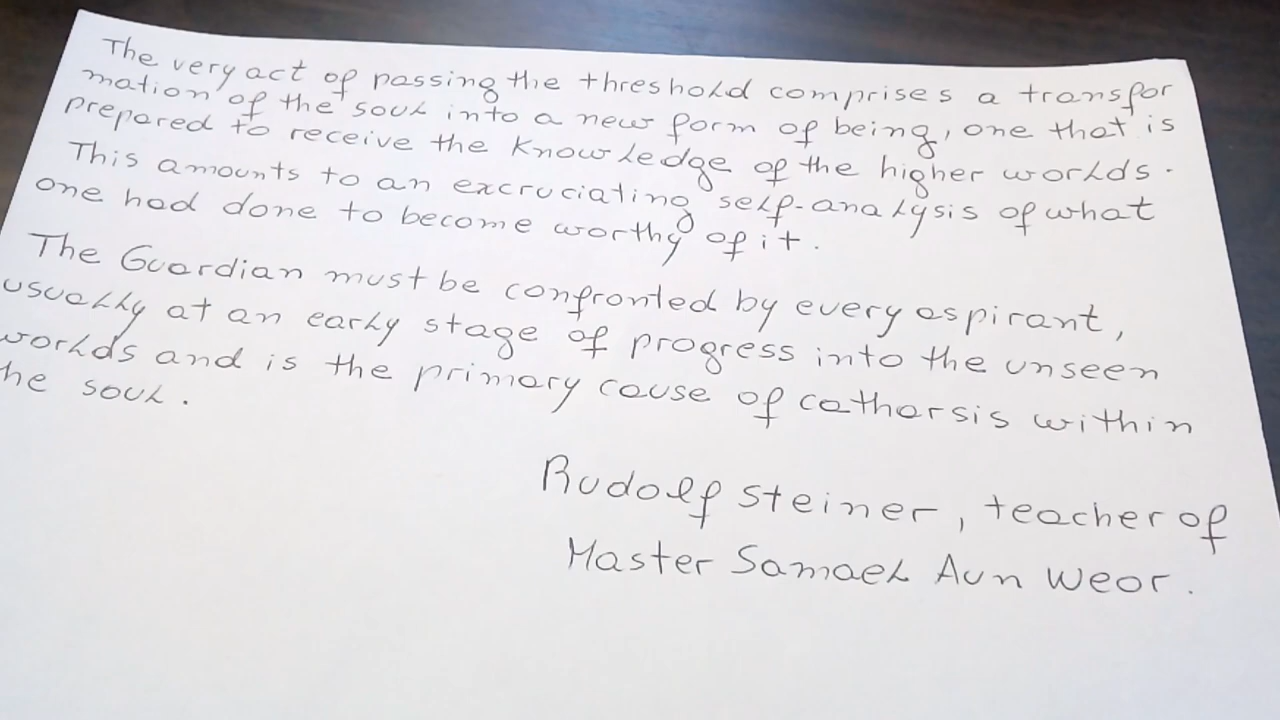 The very act of passing the threshold comprises a transfor
mation of the soul into a new form of being, one that is
prepared to receive the knowledge of the higher worlds.
This amounts to an excruciating self-analysis of what
one had done to become worthy of it.
The Guardian must be confronted by every aspirant,
usually at an early stage of progress into the unseen
worlds and is the primary cause of catharsis within
he soul.
Rudolf Steiner, teacher of
Master Samael Aun Weor.